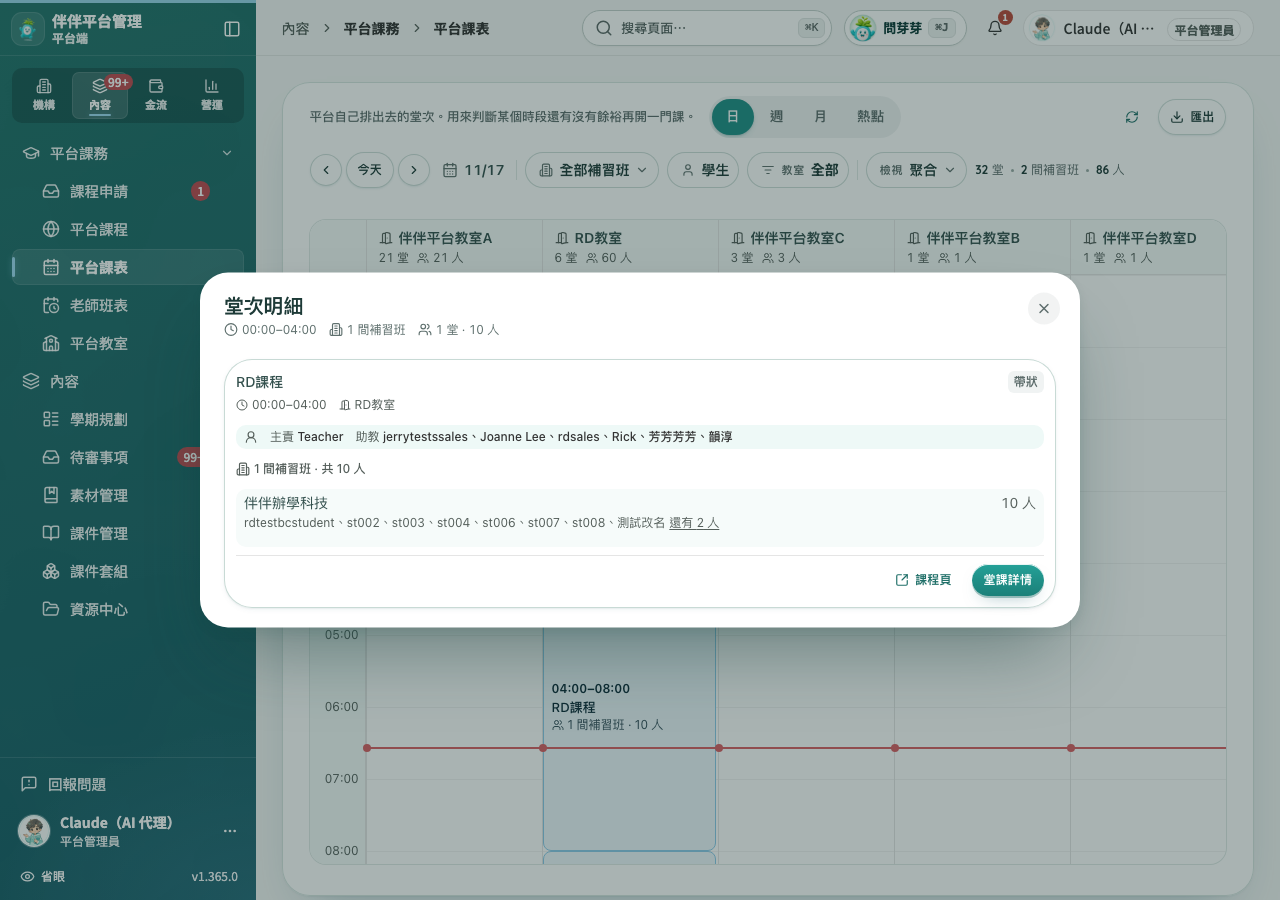 伴伴平台管理
平台端
機構
內容
99+
金流
營運
平台課務
課程申請
1
平台課程
平台課表
老師班表
平台教室
內容
學期規劃
待審事項
99+
素材管理
課件管理
課件套組
資源中心
回報問題
Claude（AI 代理）
平台管理員
省眼
v1.365.0
內容
平台課務
平台課表
搜尋頁面…
⌘K
問芽芽
⌘J
1
Claude（AI …
平台管理員
平台自己排出去的堂次。用來判斷某個時段還有沒有餘裕再開一門課。
日
週
月
熱點
匯出
今天
11/17
全部補習班
學生
教室 全部
檢視 聚合
32 堂 • 2 間補習班 • 86 人
伴伴平台教室A
21 堂 21 人
RD教室
6 堂 60 人
伴伴平台教室C
3 堂 3 人
伴伴平台教室B
1 堂 1 人
伴伴平台教室D
1 堂 1 人
堂次明細
00:00–04:00 1 間補習班 1 堂 · 10 人
RD課程
帶狀
00:00–04:00 RD教室
主責 Teacher 助教 jerrytestssales、Joanne Lee、rdsales、Rick、芳芳芳芳、韻淳
1 間補習班 · 共 10 人
伴伴辦學科技
10 人
rdtestbcstudent、st002、st003、st004、st006、st007、st008、測試改名 還有 2 人
課程頁
堂課詳情
05:00
06:00
07:00
08:00
04:00–08:00
RD課程
1 間補習班 · 10 人